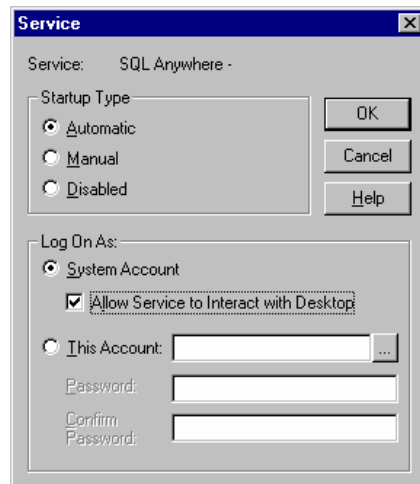 Service
Service: SQL Anywhere -
Startup Type
Automatic
Manual
Disabled
OK
Cancel
Help
Log On As:
System Account
Allow Service to Interact with Desktop
This Account: ...
Password:
Confirm
Password: